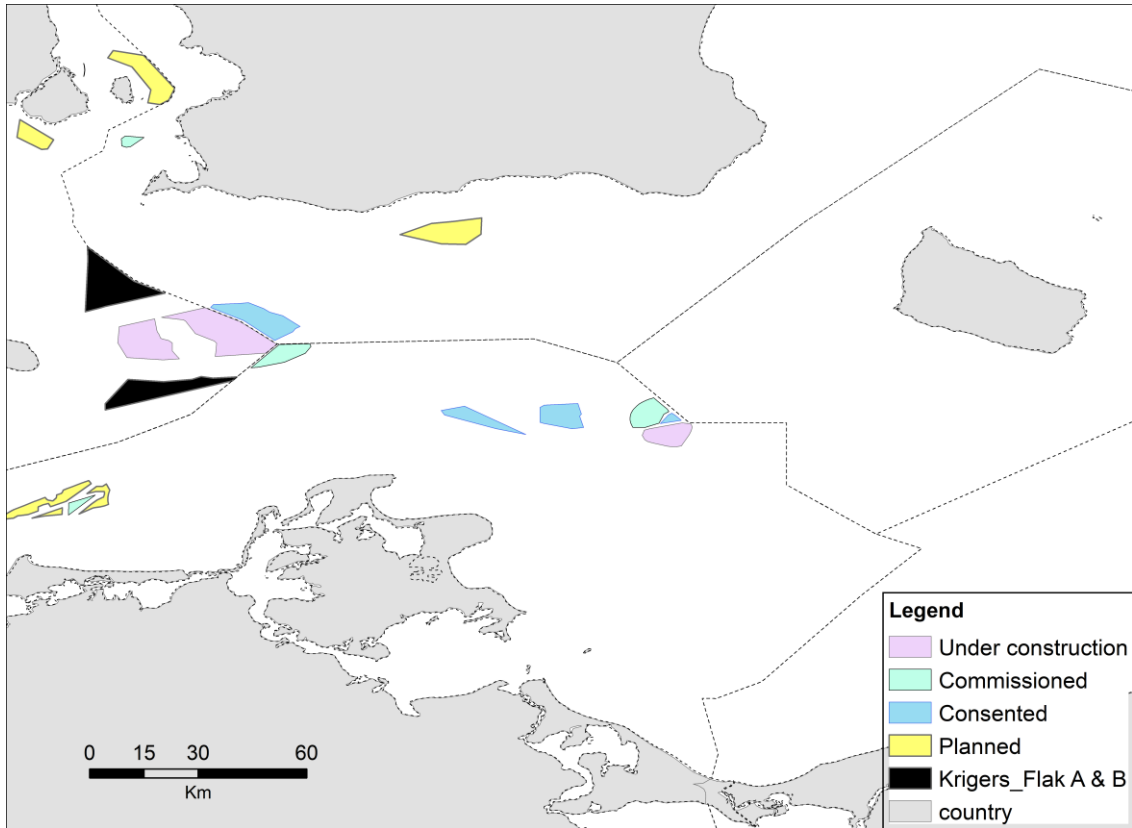 Legend
Under construction
Commissioned
Consented
Planned
Krigers_Flak A & B
country
0 15 30 60
Km